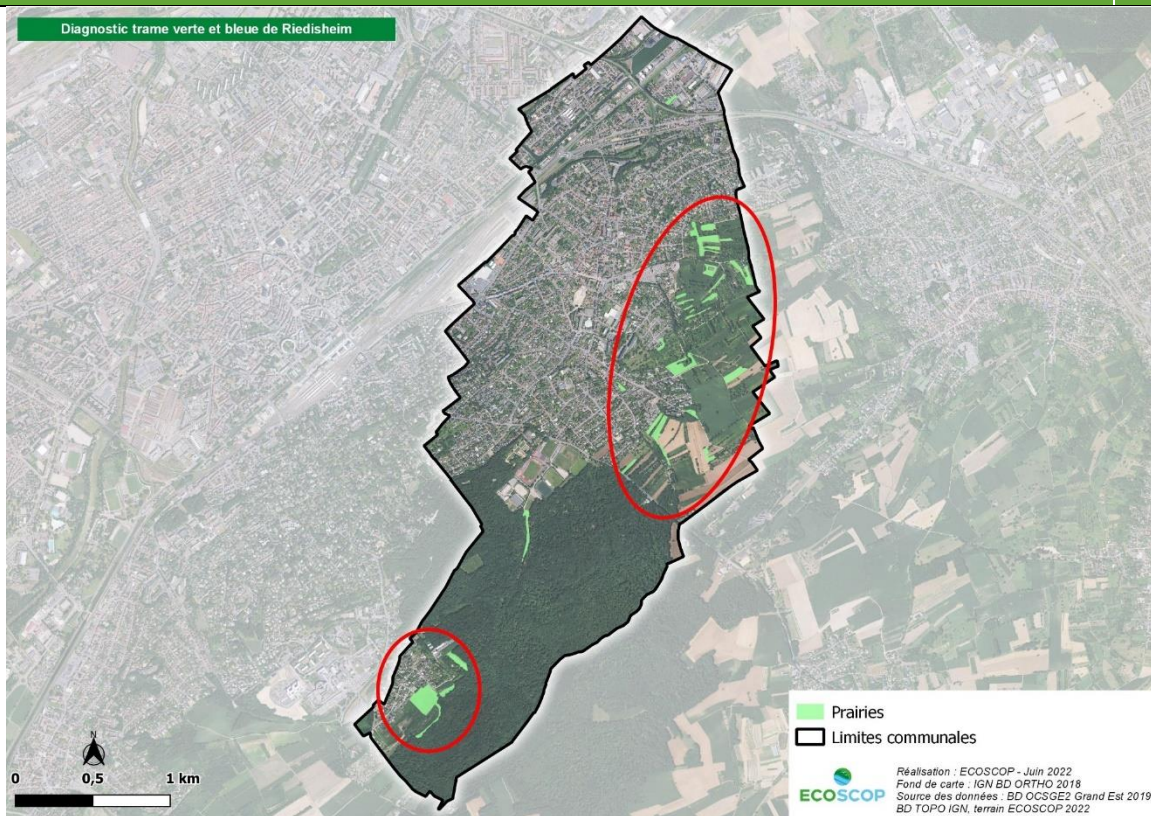 Diagnostic trame verte et bleue de Riedisheim
Prairies
Limites communales
N
0 0,5 1 km
ECOSCOP
Réalisation : ECOSCOP - Juin 2022
Fond de carte : IGN BD ORTHO 2018
Source des données : BD OCSGE2 Grand Est 2019
BD TOPO IGN, terrain ECOSCOP 2022